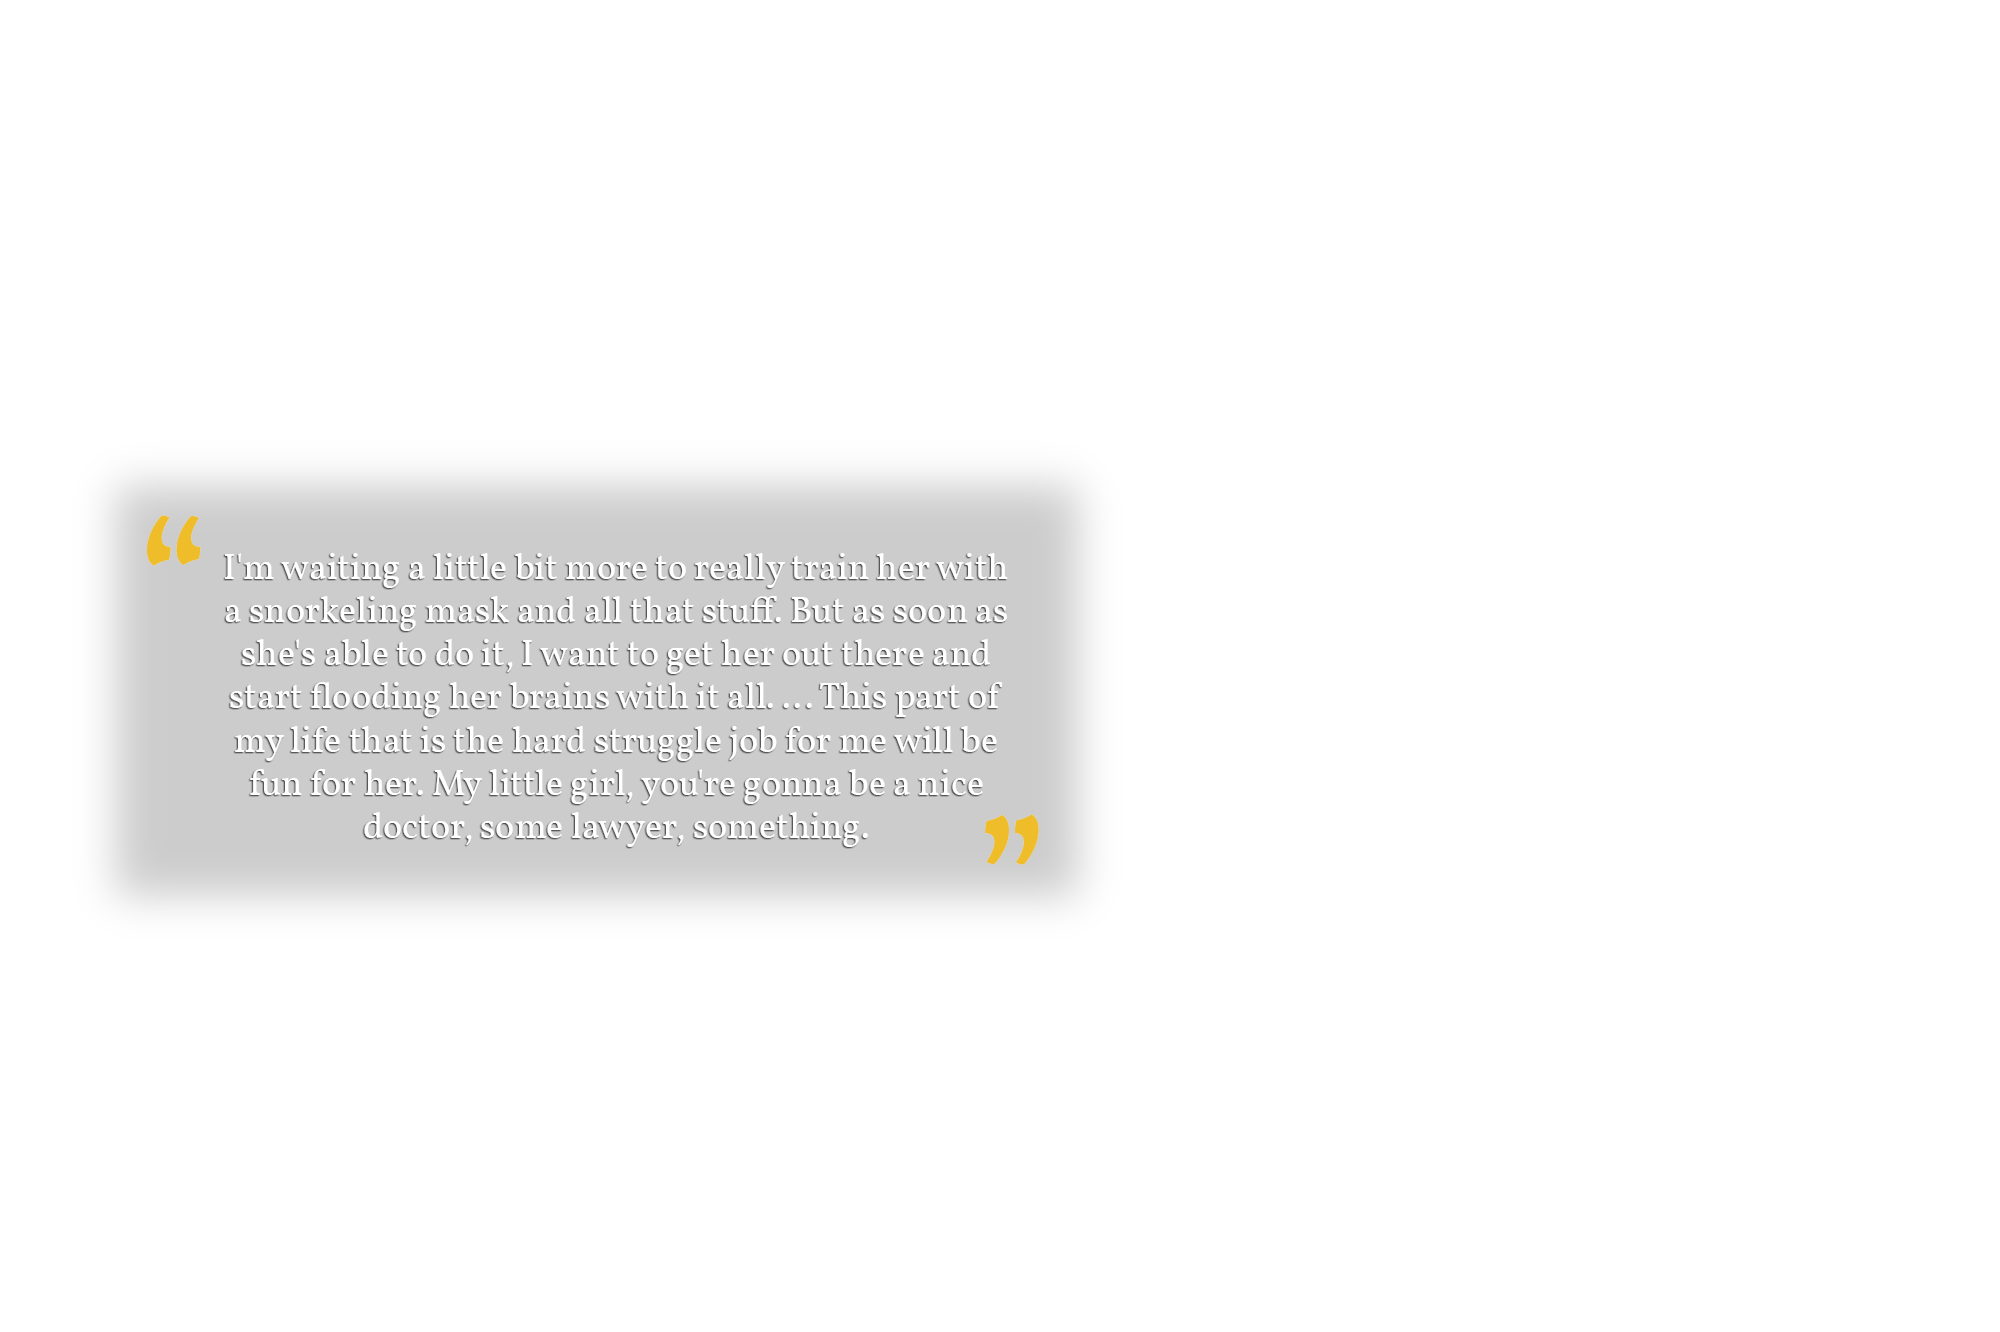 “
I'm waiting a little bit more to really train her with
a snorkeling mask and all that stuff. But as soon as
she's able to do it, I want to get her out there and
start flooding her brains with it all. … This part of
my life that is the hard struggle job for me will be
fun for her. My little girl, you're gonna be a nice
doctor, some lawyer, something.
”